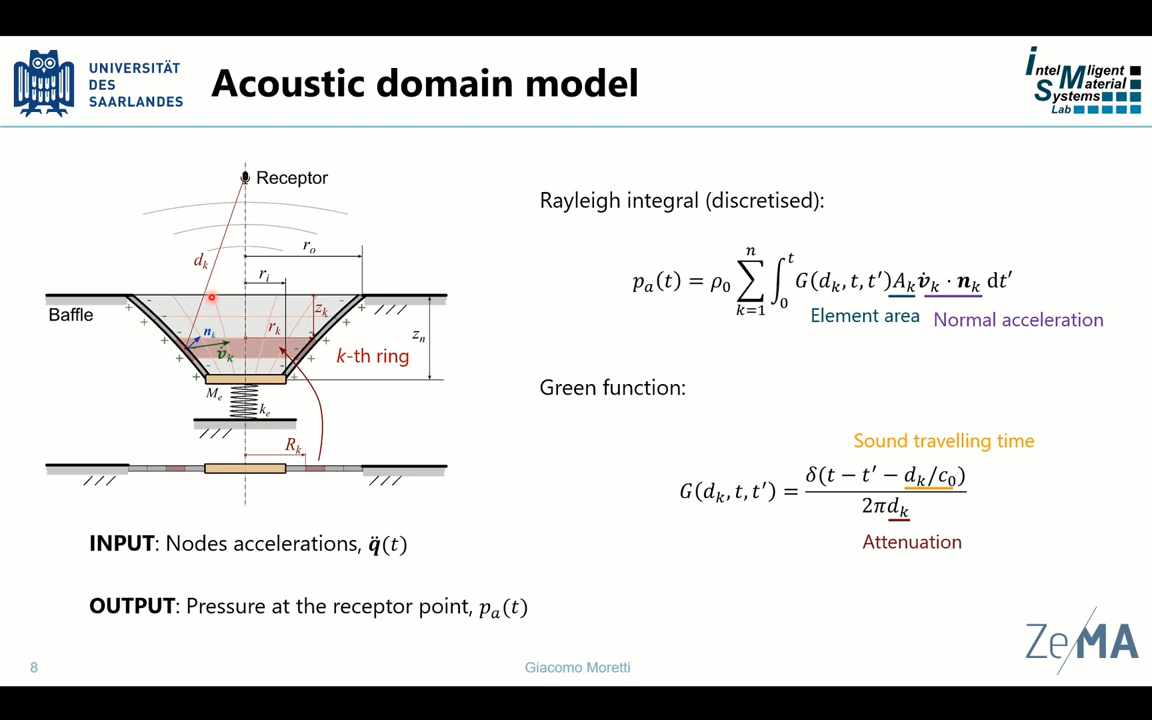 UNIVERSITÄT
DES
SAARLANDES
Acoustic domain model
intelMligent
Material
Systems
Lab
Receptor
r_o
d_k
r_i
Baffle
z_k
r_k
z_n
n_k
v̇_k
k-th ring
M_e
k_e
R_k
INPUT: Nodes accelerations, q̈(t)
OUTPUT: Pressure at the receptor point, p_a(t)
Rayleigh integral (discretised):
p_a(t) = ρ_0 ∑_{k=1}^{n} ∫_0^t G(d_k, t, t′)A_k v̇_k · n_k dt′
Element area
Normal acceleration
Green function:
Sound travelling time
G(d_k, t, t′) = δ(t − t′ − d_k/c_0) / 2πd_k
Attenuation
8
Giacomo Moretti
ZeMA